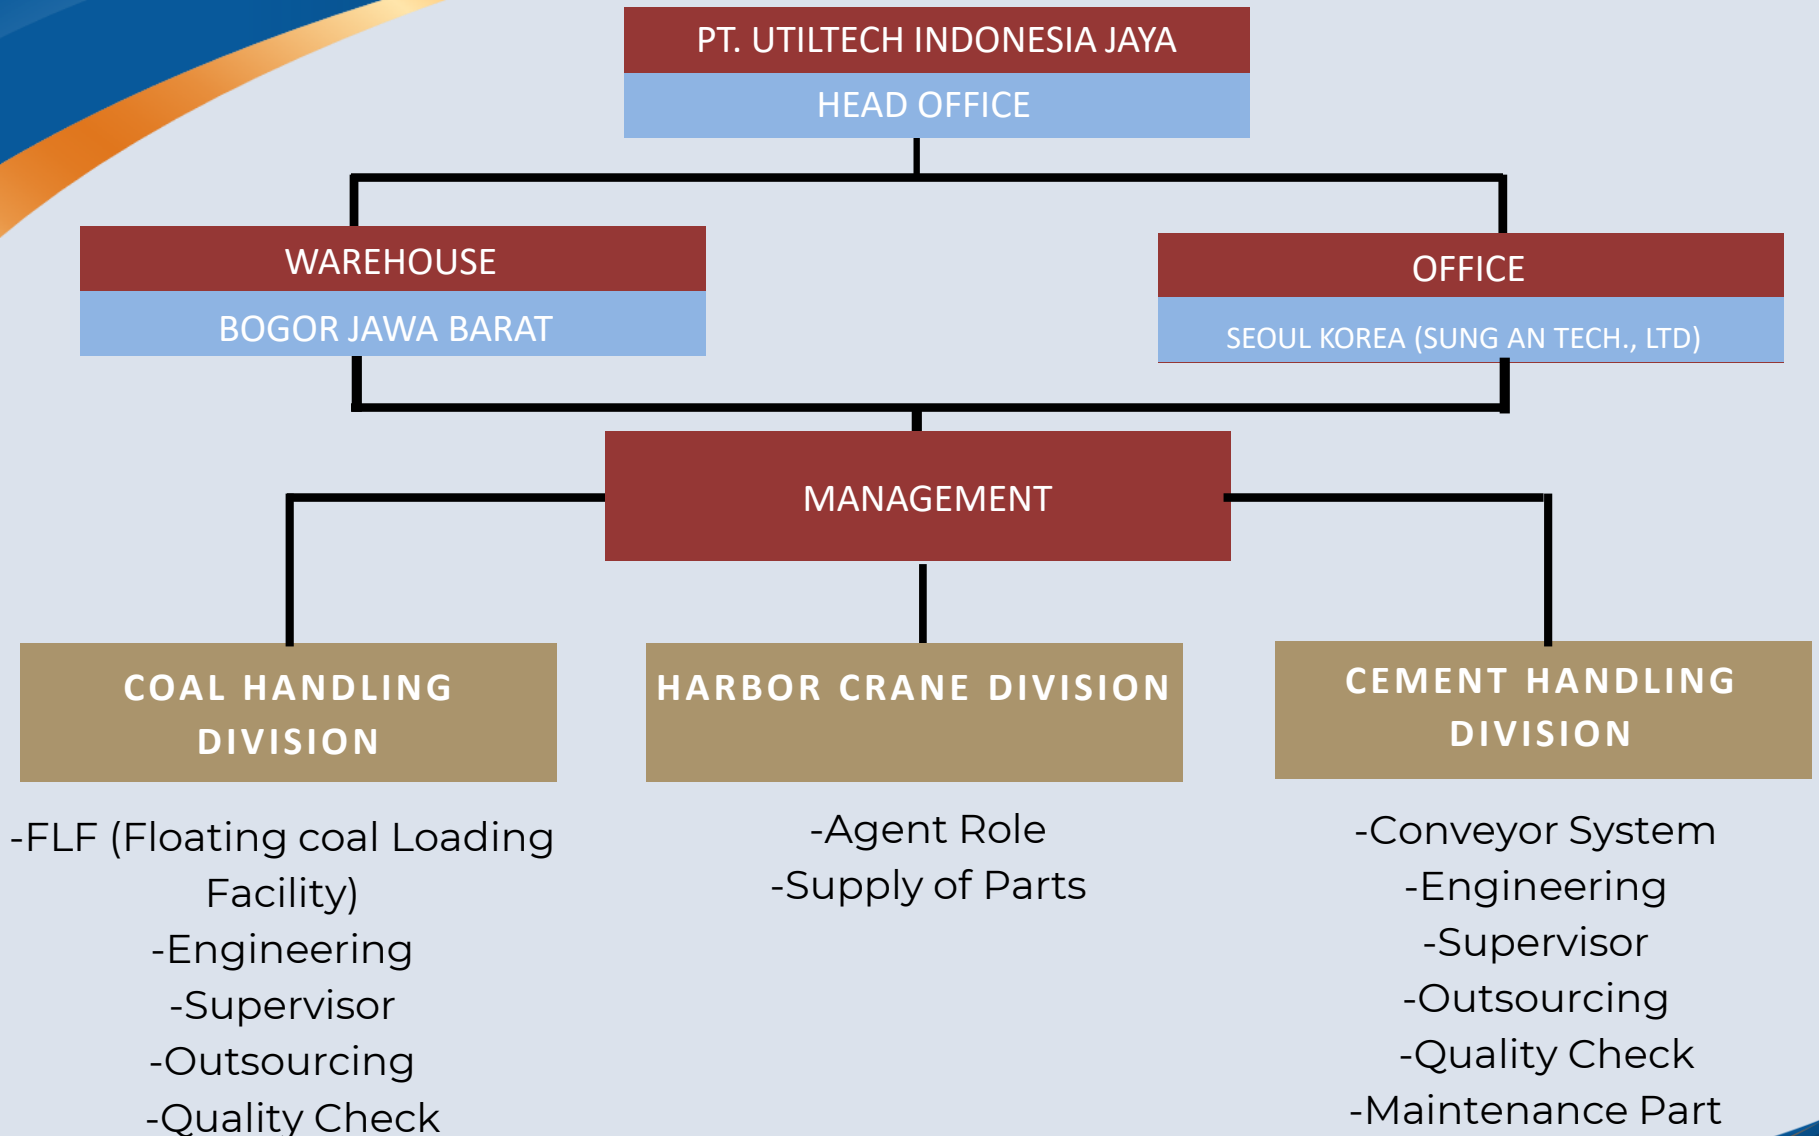 PT. UTILTECH INDONESIA JAYA
HEAD OFFICE
WAREHOUSE
BOGOR JAWA BARAT
OFFICE
SEOUL KOREA (SUNG AN TECH., LTD)
MANAGEMENT
COAL HANDLING
DIVISION
-FLF (Floating coal Loading
Facility)
-Engineering
-Supervisor
-Outsourcing
-Quality Check
HARBOR CRANE DIVISION
-Agent Role
-Supply of Parts
CEMENT HANDLING
DIVISION
-Conveyor System
-Engineering
-Supervisor
-Outsourcing
-Quality Check
-Maintenance Part